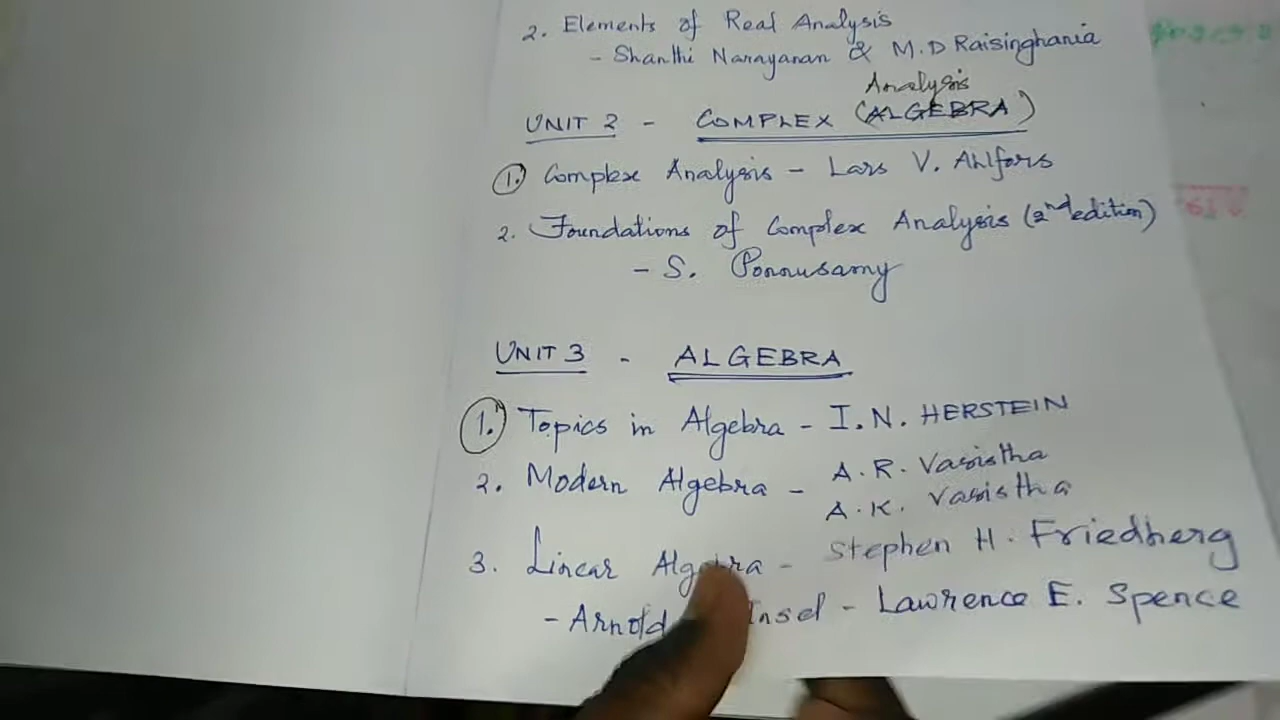 2. Elements of Real Analysis
- Shanthi Narayanan & M.D Raisinghania
Analysis
UNIT 2 - COMPLEX (ALGEBRA)
1. Complex Analysis - Lars V. Ahlfors
2. Foundations of Complex Analysis (2nd edition)
- S. Ponnusamy
UNIT 3 - ALGEBRA
1. Topics in Algebra - I.N. HERSTEIN
2. Modern Algebra - A.R. Vasistha
A.K. Vasistha
3. Linear Algebra - Stephen H. Friedberg
- Arnold Insel - Lawrence E. Spence